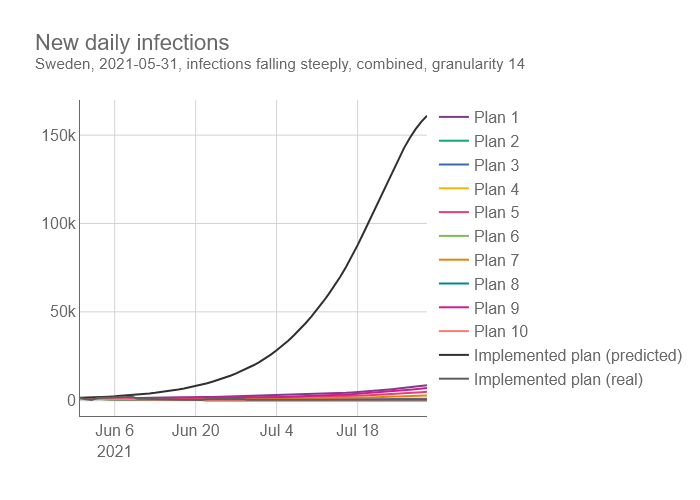 New daily infections
Sweden, 2021-05-31, infections falling steeply, combined, granularity 14
150k
100k
50k
0
Jun 6
2021
Jun 20
Jul 4
Jul 18
Plan 1
Plan 2
Plan 3
Plan 4
Plan 5
Plan 6
Plan 7
Plan 8
Plan 9
Plan 10
Implemented plan (predicted)
Implemented plan (real)